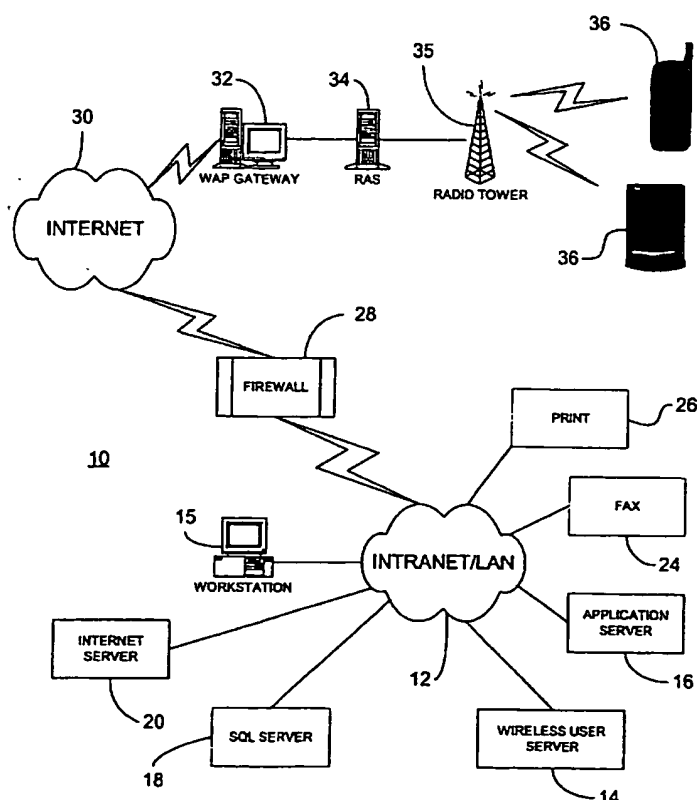 36
32
34
35
30
WAP GATEWAY
RAS
RADIO TOWER
INTERNET
36
28
FIREWALL
26
PRINT
10
15
FAX
WORKSTATION
INTRANET/LAN
24
INTERNET
SERVER
APPLICATION
SERVER
12
16
20
SQL SERVER
WIRELESS USER
SERVER
18
14